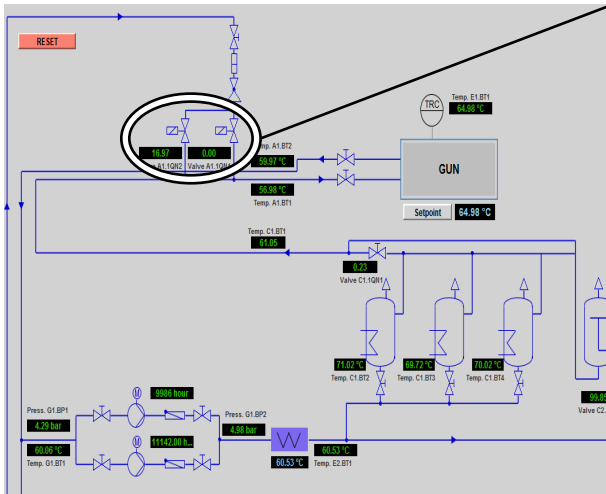 RESET
Temp. E1.BT1
TRC
64.98 °C
16.97
0.00
A1.1QN2
Valve A1.1QN1
Temp. A1.BT2
59.97 °C
GUN
56.98 °C
Temp. A1.BT1
Setpoint
64.98 °C
Temp. C1.BT1
61.05
0.23
Valve C1.1QN1
71.02 °C
69.72 °C
70.02 °C
Temp. C1.BT2
Temp. C1.BT3
Temp. C1.BT4
99.85
Valve C2.
M
9986 hour
Press. G1.BP1
4.29 bar
Press. G1.BP2
4.98 bar
M
11142.00 h...
60.06 °C
Temp. G1.BT1
60.53 °C
60.53 °C
Temp. E2.BT1